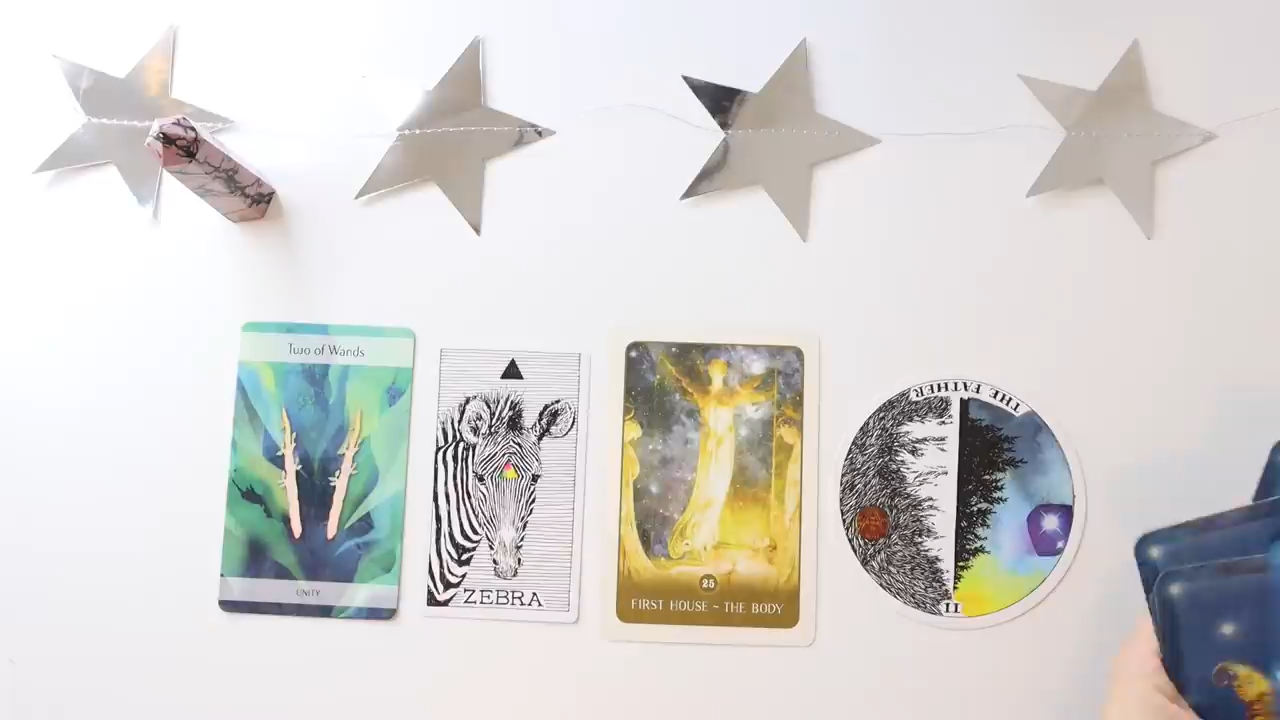 Two of Wands
UNITY
ZEBRA
25
FIRST HOUSE ~ THE BODY
THE FATHER
II